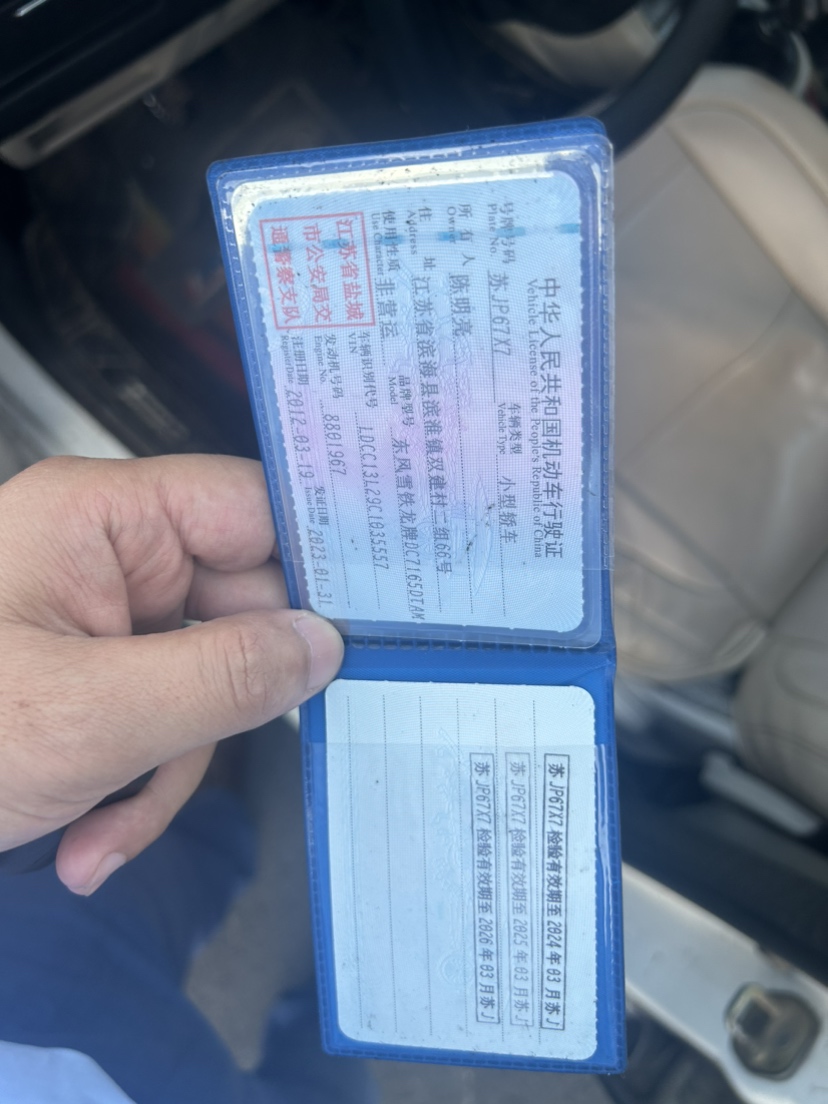 中华人民共和国机动车行驶证
Vehicle License of the People's Republic of China
号牌号码 苏JP67X7 车辆类型 小型轿车
Plate No. Vehicle Type
所有人 陈明亮
Owner
住址 江苏省滨海县滨淮镇双建村二组66号
Address
使用性质 非营运 品牌型号 东风雪铁龙牌DC7165DTAM
Use Character Model
江苏省盐城
市公安局交
通警察支队
车辆识别代号 LDCC13L29C1035557
VIN
发动机号码 8801967
Engine No.
注册日期 2012-03-19 发证日期 2023-01-31
Register Date Issue Date
苏JP67X7 检验有效期至 2024年03月苏J
苏JP67X7 检验有效期至 2025年03月苏J
苏JP67X7 检验有效期至 2026年03月苏J